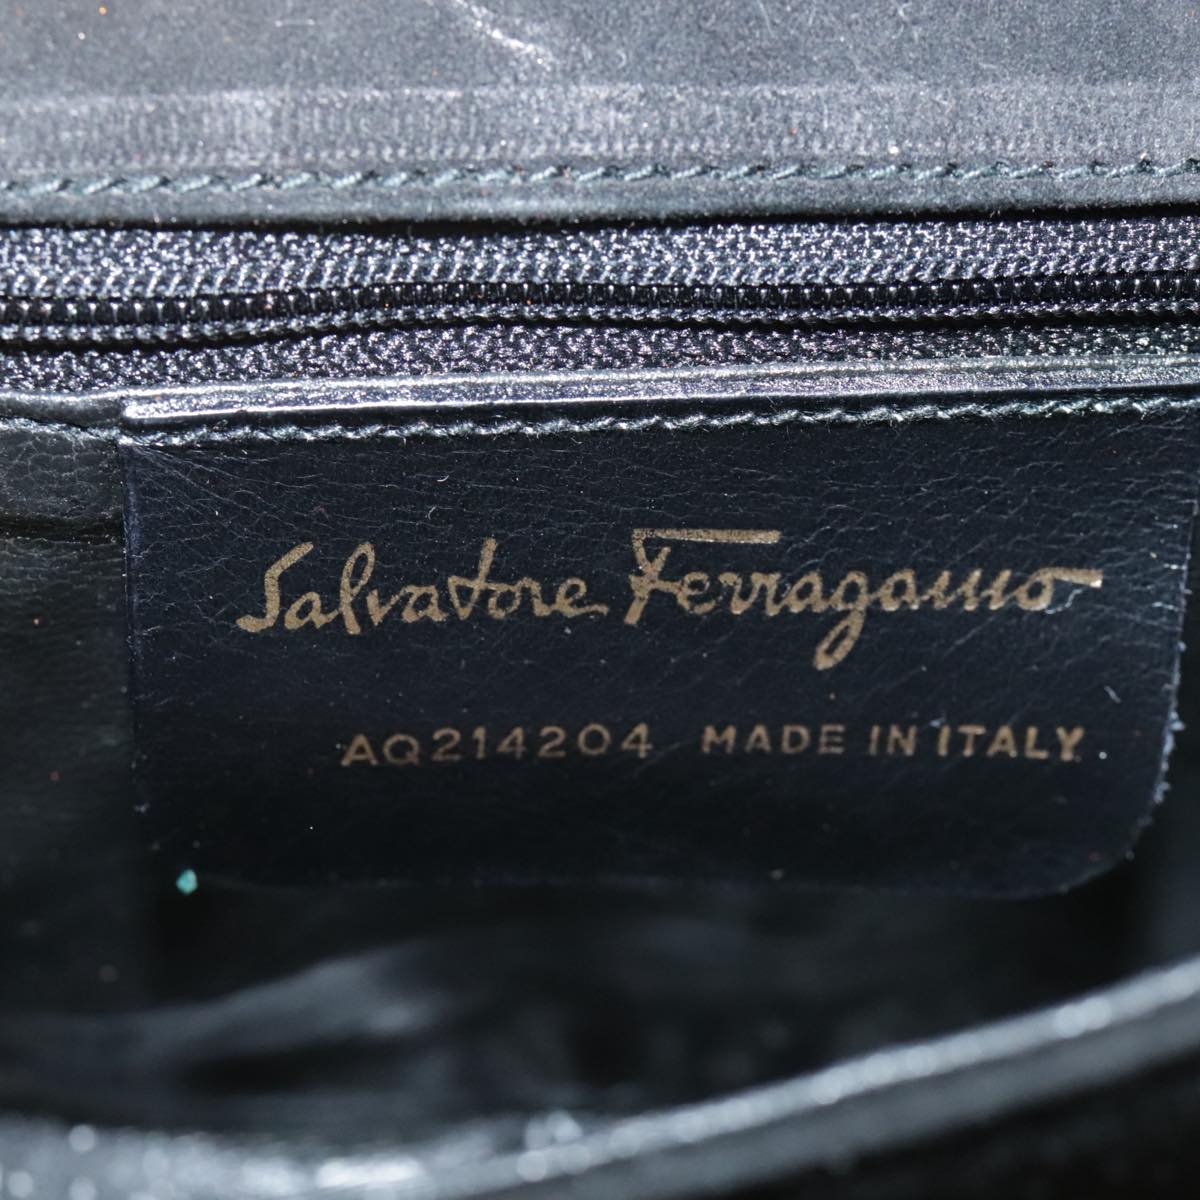 Salvatore Ferragamo
AQ214204 MADE IN ITALY